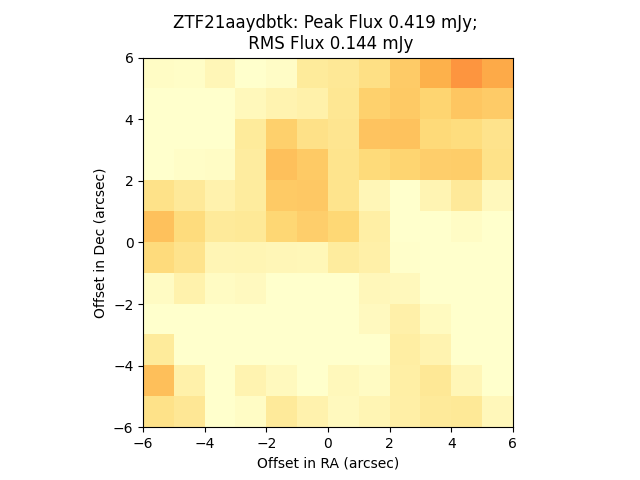 ZTF21aaydbtk: Peak Flux 0.419 mJy;
RMS Flux 0.144 mJy
6
4
2
0
−2
−4
−6
Offset in Dec (arcsec)
−6 −4 −2 0 2 4 6
Offset in RA (arcsec)